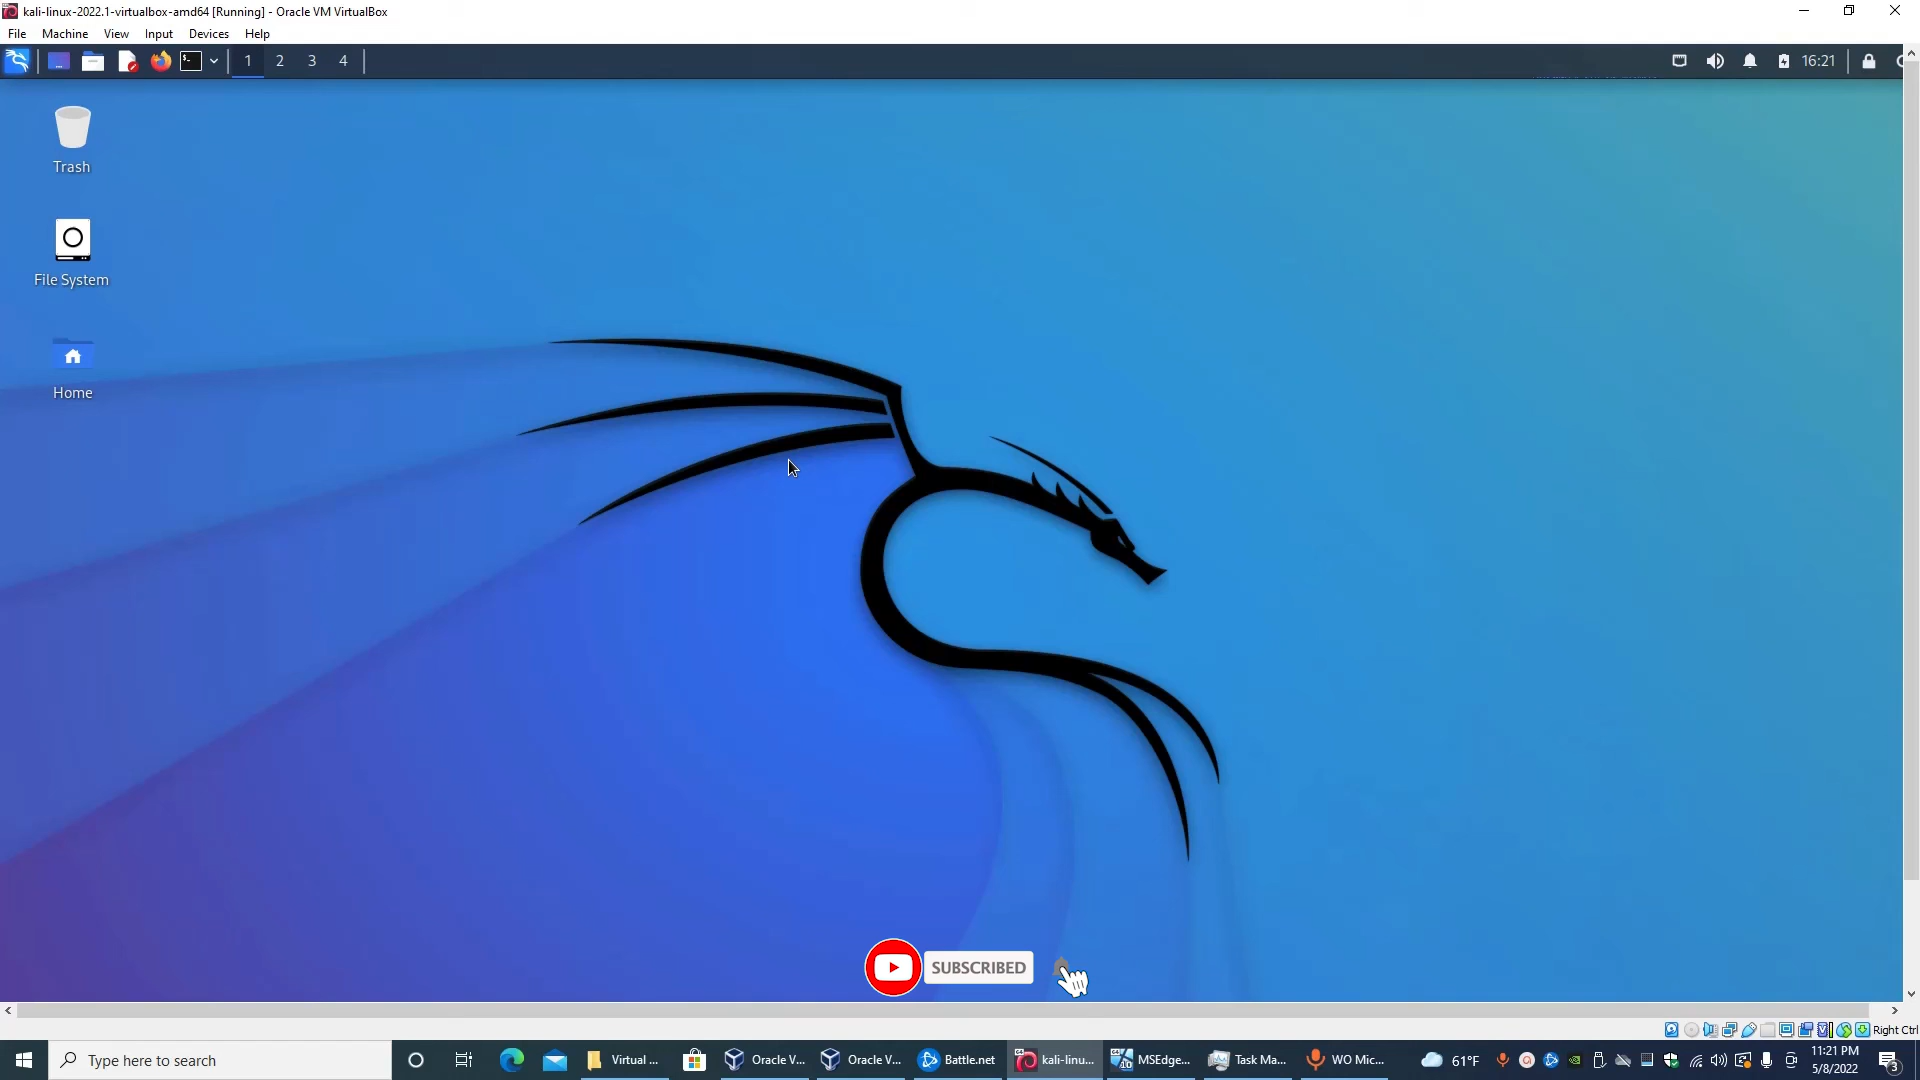 kali-linux-2022.1-virtualbox-amd64 [Running] - Oracle VM VirtualBox
File Machine View Input Devices Help
1 2 3 4 16:21
Trash
File System
Home
SUBSCRIBED
Right Ctrl
Type here to search
Virtual ...
Oracle V...
Oracle V...
Battle.net
kali-linu...
MSEdge...
Task Ma...
WO Mic...
61°F
11:21 PM
5/8/2022
3